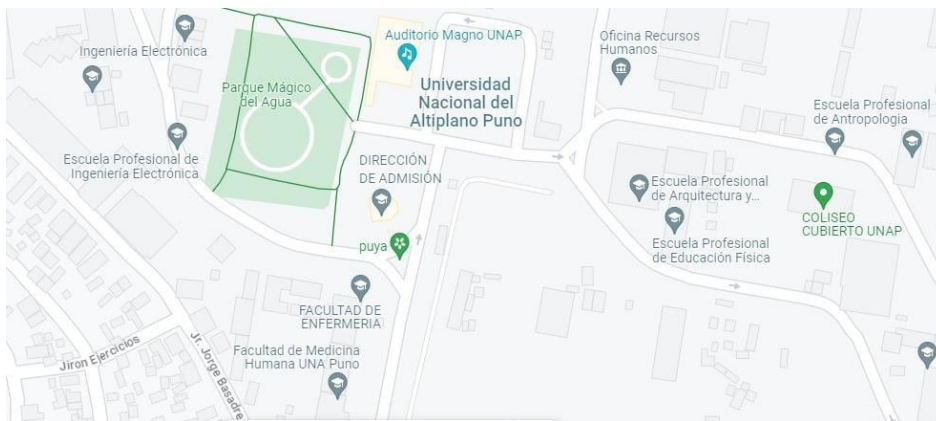 Ingeniería Electrónica
Auditorio Magno UNAP
Oficina Recursos
Humanos
Parque Mágico
del Agua
Universidad
Nacional del
Altiplano Puno
Escuela Profesional
de Antropologia
Escuela Profesional de
Ingeniería Electrónica
DIRECCIÓN
DE ADMISIÓN
Escuela Profesional
de Arquitectura y...
COLISEO
CUBIERTO UNAP
puya
Escuela Profesional
de Educación Física
FACULTAD DE
ENFERMERIA
Jiron Ejercicios
Jr. Jorge Basadre
Facultad de Medicina
Humana UNA Puno